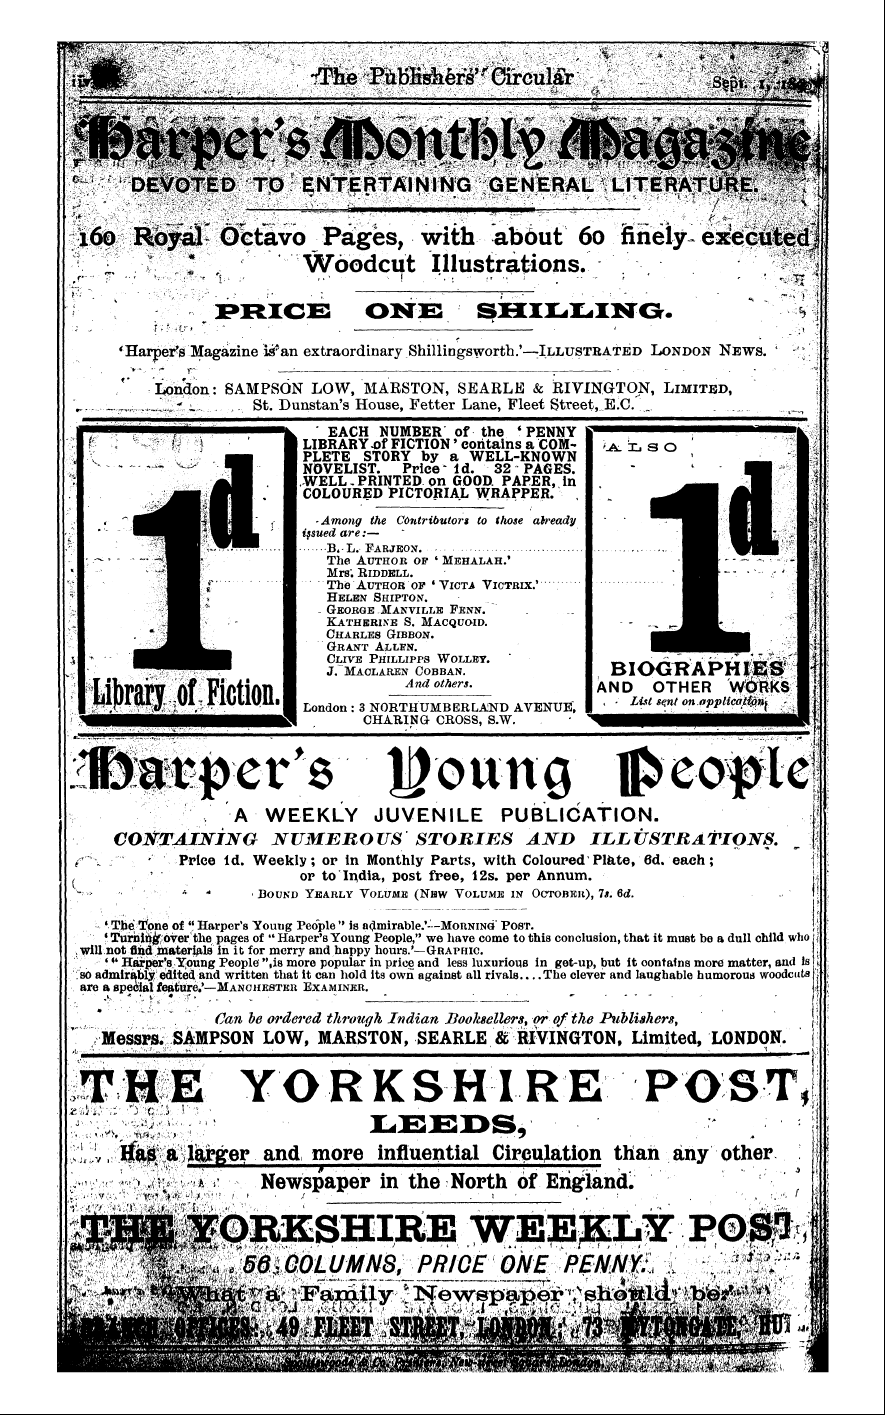 The Publishers' Circular
Sept. 1,
Harper's Monthly Magazine
DEVOTED TO ENTERTAINING GENERAL LITERATURE.
160 Royal Octavo Pages, with about 60 finely executed
Woodcut Illustrations.
PRICE ONE SHILLING.
'Harper's Magazine is an extraordinary Shillingsworth.'—ILLUSTRATED LONDON NEWS.
London: SAMPSON LOW, MARSTON, SEARLE & RIVINGTON, LIMITED,
St. Dunstan's House, Fetter Lane, Fleet Street, E.C.
1d
Library of Fiction.
EACH NUMBER of the 'PENNY
LIBRARY of FICTION' contains a COM-
PLETE STORY by a WELL-KNOWN
NOVELIST. Price 1d. 32 PAGES.
WELL PRINTED on GOOD PAPER, in
COLOURED PICTORIAL WRAPPER.
Among the Contributors to those already
issued are:—
B. L. FARJEON.
The AUTHOR OF 'MEHALAH.'
Mrs. RIDDELL.
The AUTHOR OF 'VICTA VICTRIX.'
HELEN SHIPTON.
GEORGE MANVILLE FENN.
KATHERINE S. MACQUOID.
CHARLES GIBBON.
GRANT ALLEN.
CLIVE PHILLIPPS WOLLEY.
J. MACLAREN COBBAN.
And others.
London: 3 NORTHUMBERLAND AVENUE,
CHARING CROSS, S.W.
ALSO
1d
BIOGRAPHIES
AND OTHER WORKS
List sent on application.
Harper's Young People
A WEEKLY JUVENILE PUBLICATION.
CONTAINING NUMEROUS STORIES AND ILLUSTRATIONS.
Price 1d. Weekly; or in Monthly Parts, with Coloured Plate, 6d. each;
or to India, post free, 12s. per Annum.
BOUND YEARLY VOLUME (NEW VOLUME IN OCTOBER), 7s. 6d.
'The Tone of "Harper's Young People" is admirable.'—MORNING POST.
'Turning over the pages of "Harper's Young People," we have come to this conclusion, that it must be a dull child who
will not find materials in it for merry and happy hours.'—GRAPHIC.
'"Harper's Young People" is more popular in price and less luxurious in get-up, but it contains more matter, and is
so admirably edited and written that it can hold its own against all rivals....The clever and laughable humorous woodcuts
are a special feature.'—MANCHESTER EXAMINER.
Can be ordered through Indian Booksellers, or of the Publishers,
Messrs. SAMPSON LOW, MARSTON, SEARLE & RIVINGTON, Limited, LONDON.
THE YORKSHIRE POST,
LEEDS,
Has a larger and more influential Circulation than any other
Newspaper in the North of England.
THE YORKSHIRE WEEKLY POST,
56 COLUMNS, PRICE ONE PENNY.
'What a Family Newspaper should be.'
BRANCH OFFICES: 49 FLEET STREET, LONDON; 73 MYTONGATE,
Spottiswoode & Co. Printers, New-street Square, London